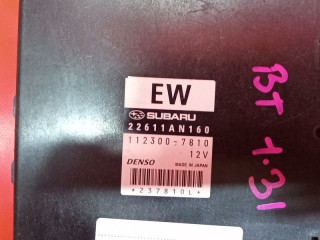 EW
SUBARU
22611AN160
112300-7810
12V
DENSO MADE IN JAPAN
*237810L*
BT 1.31